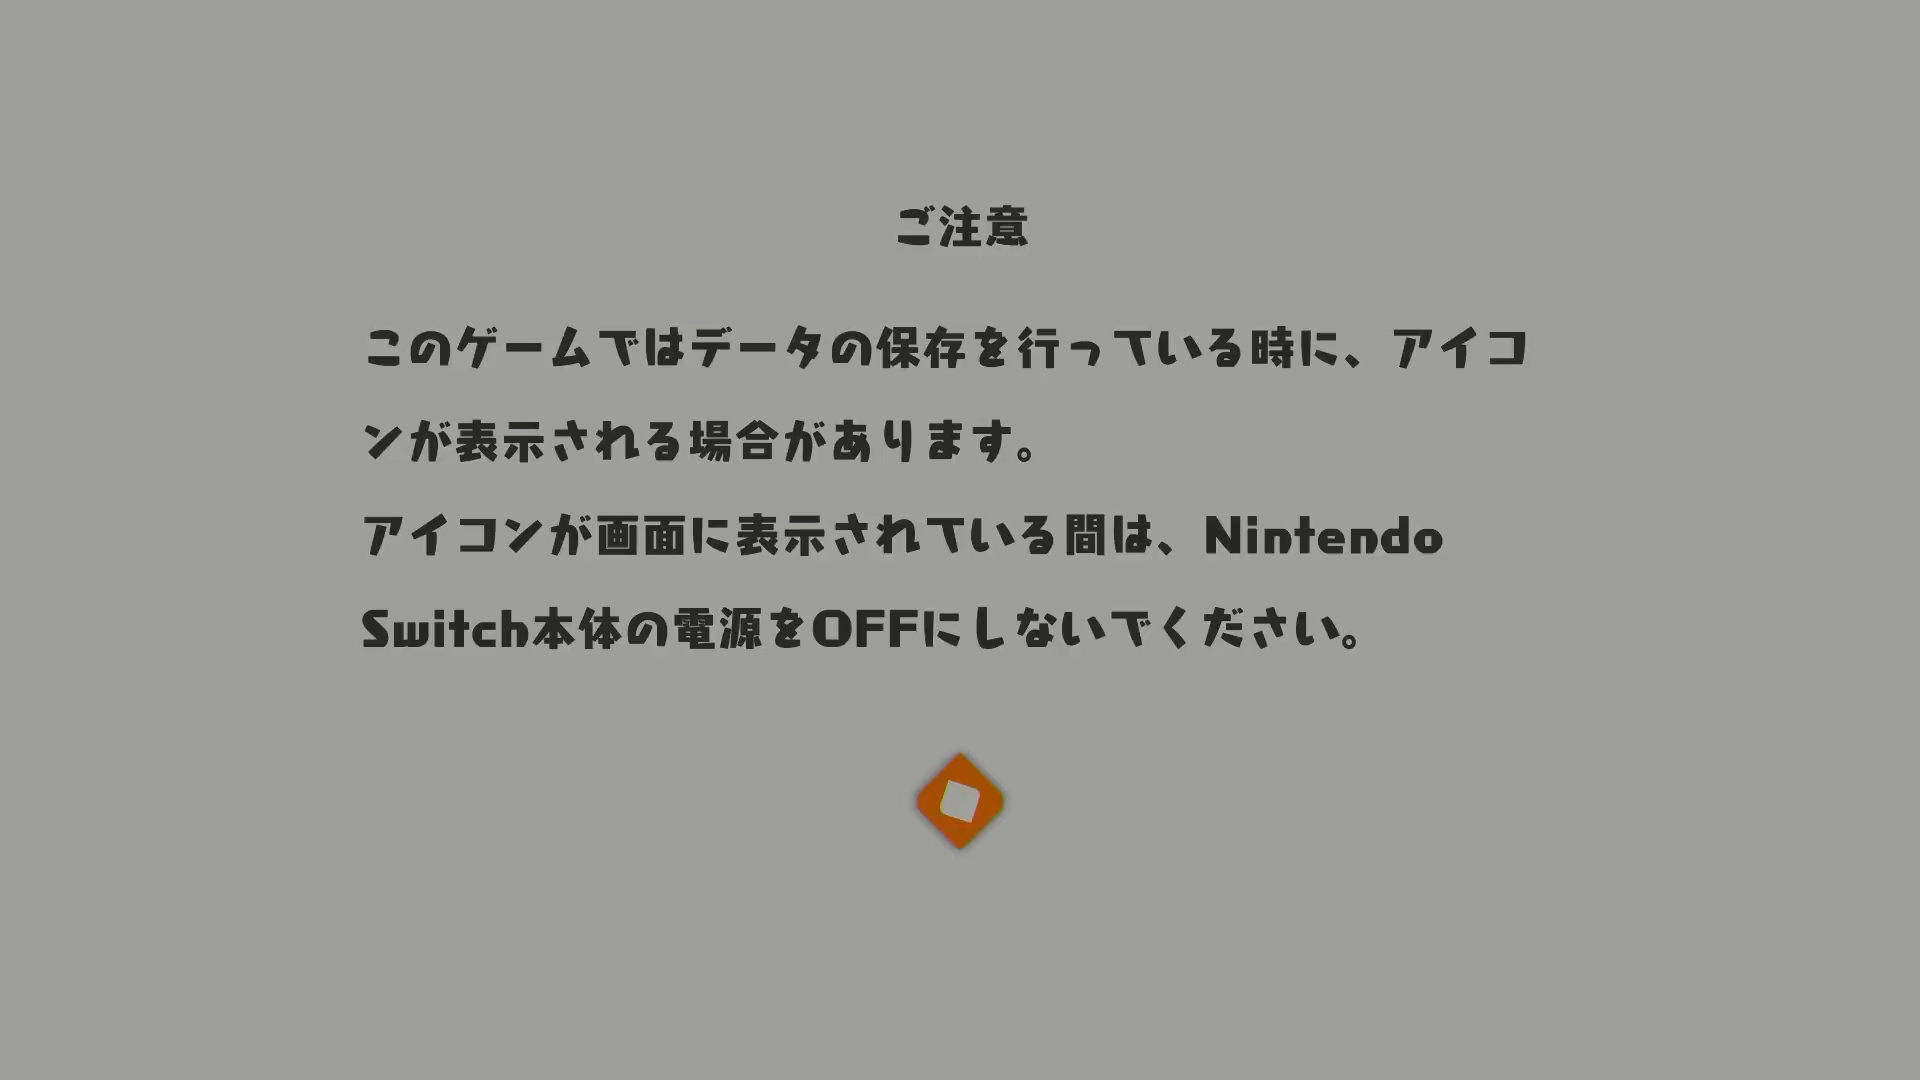 ご注意
このゲームではデータの保存を行っている時に、アイコ
ンが表示される場合があります。
アイコンが画面に表示されている間は、Nintendo
Switch本体の電源をOFFにしないでください。